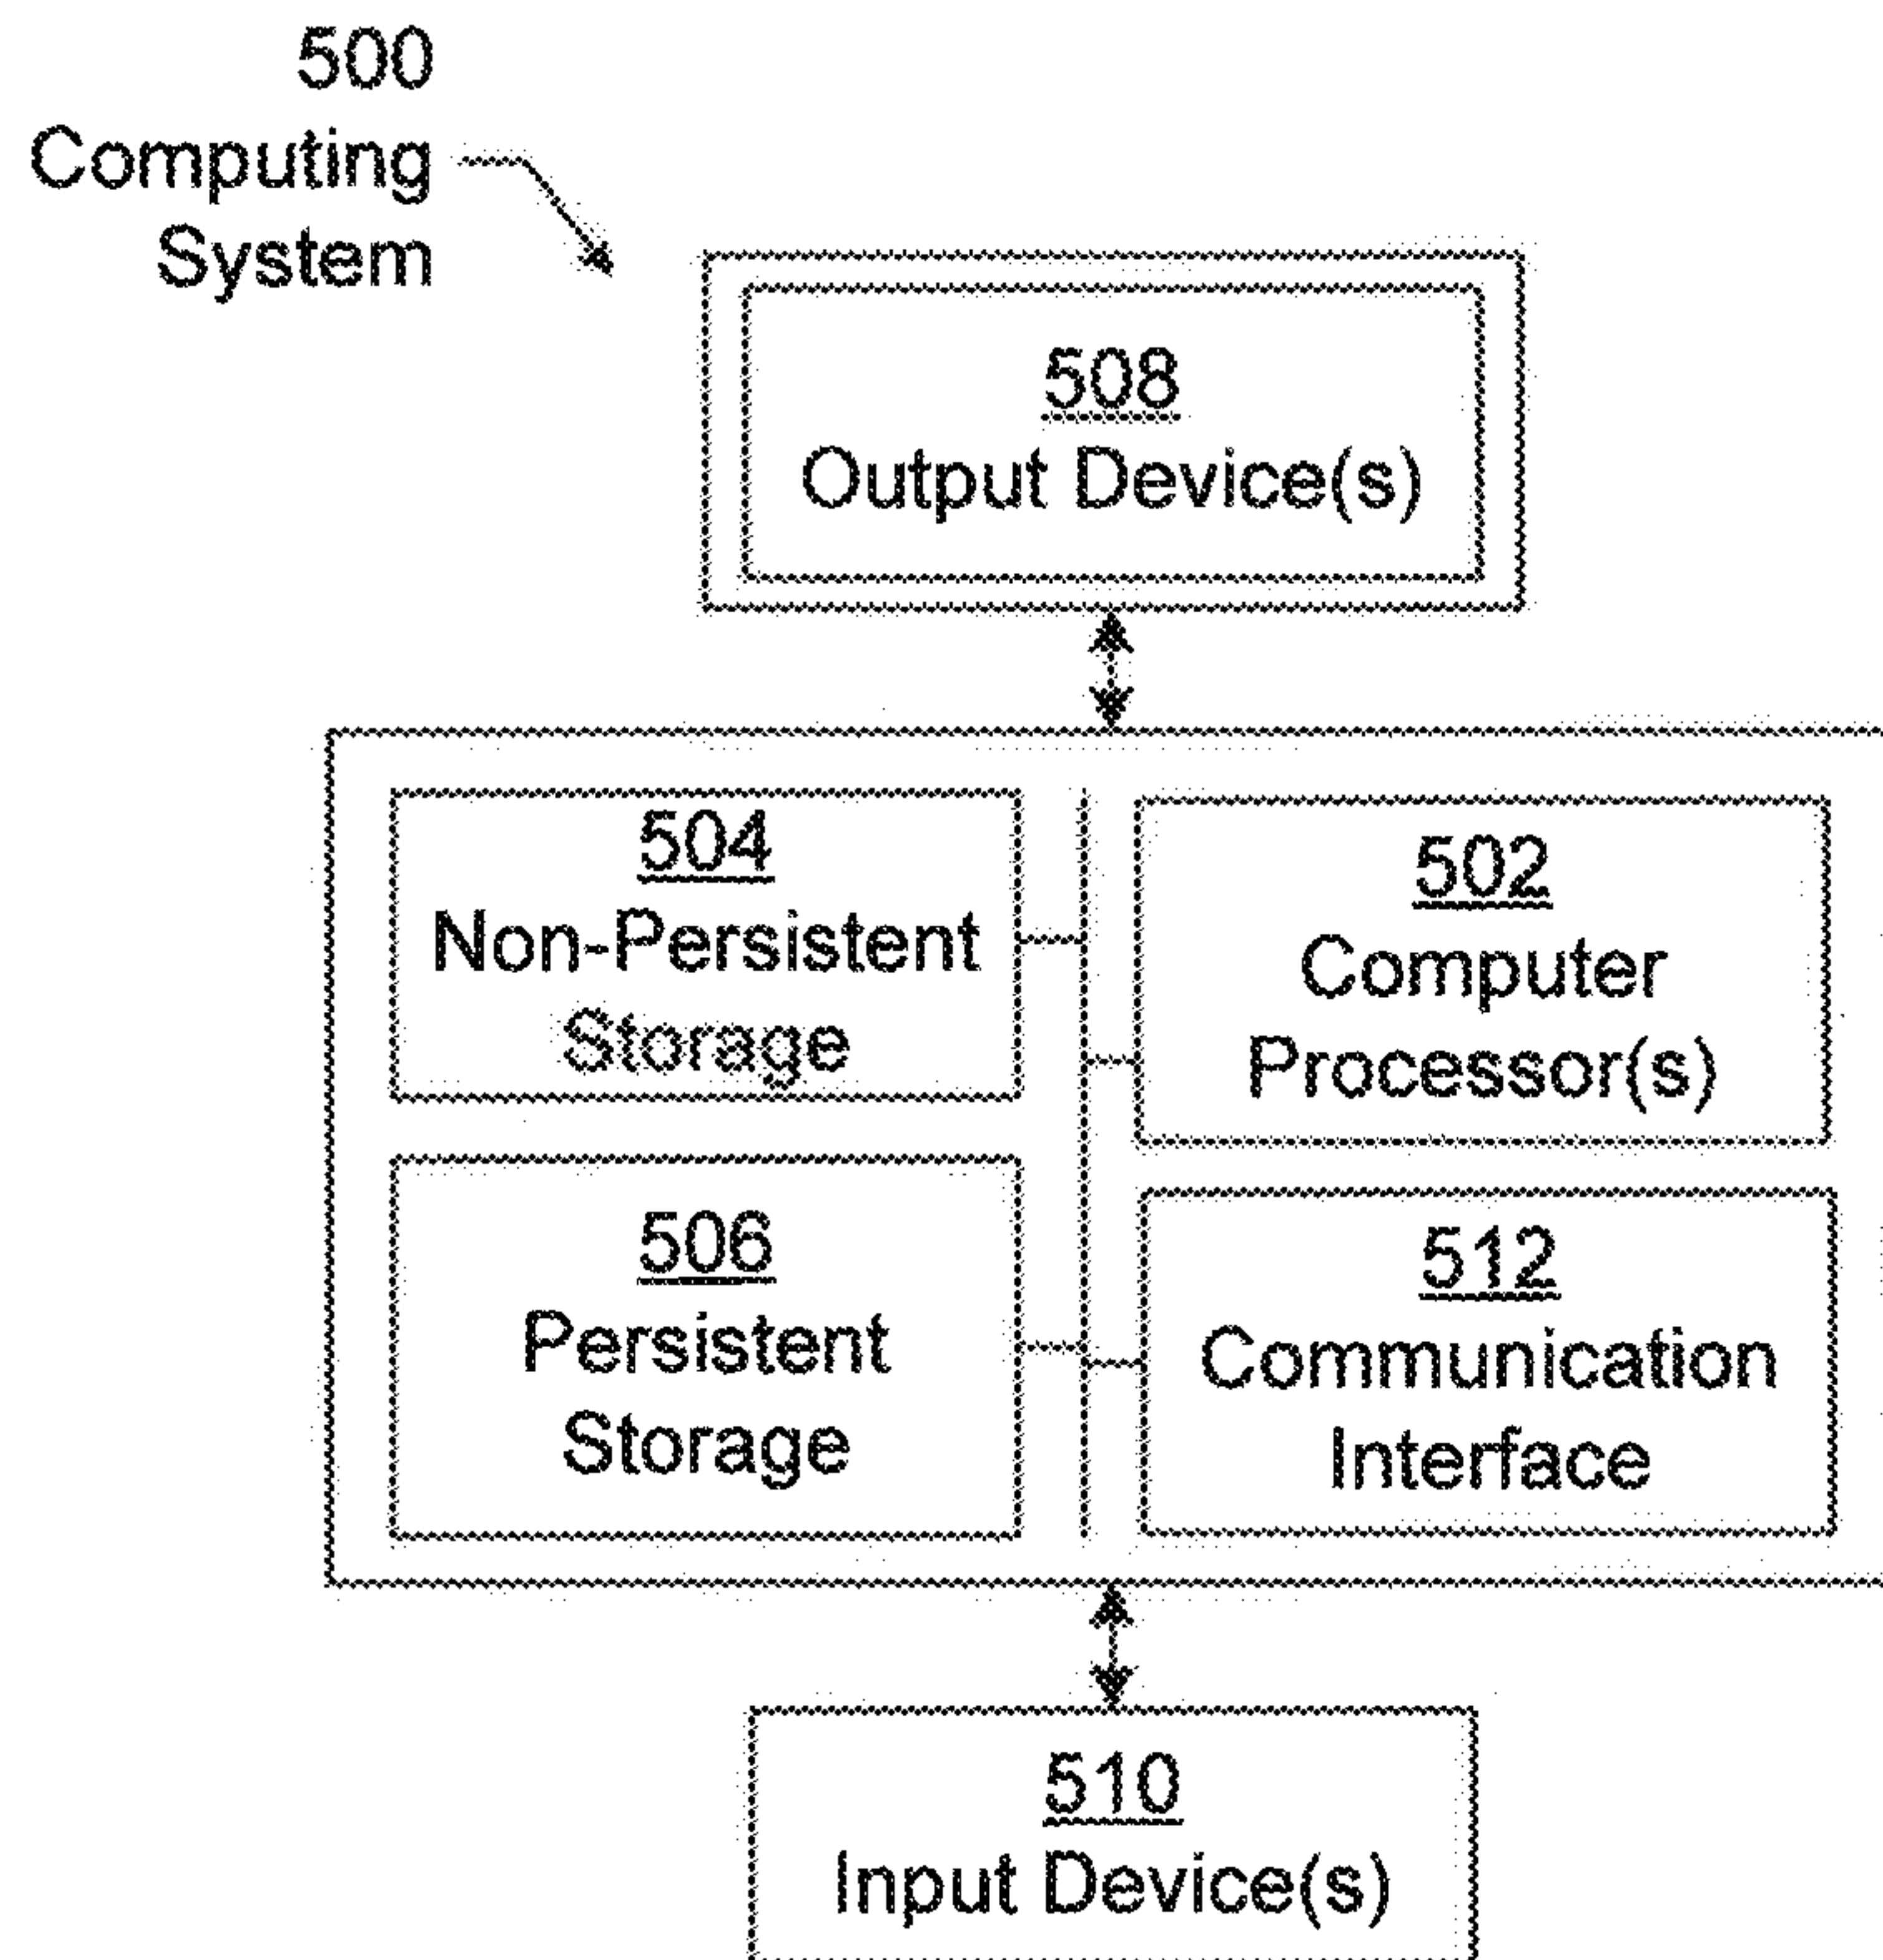 500
Computing
System
508
Output Device(s)
504
Non-Persistent
Storage
502
Computer
Processor(s)
506
Persistent
Storage
512
Communication
Interface
510
Input Device(s)